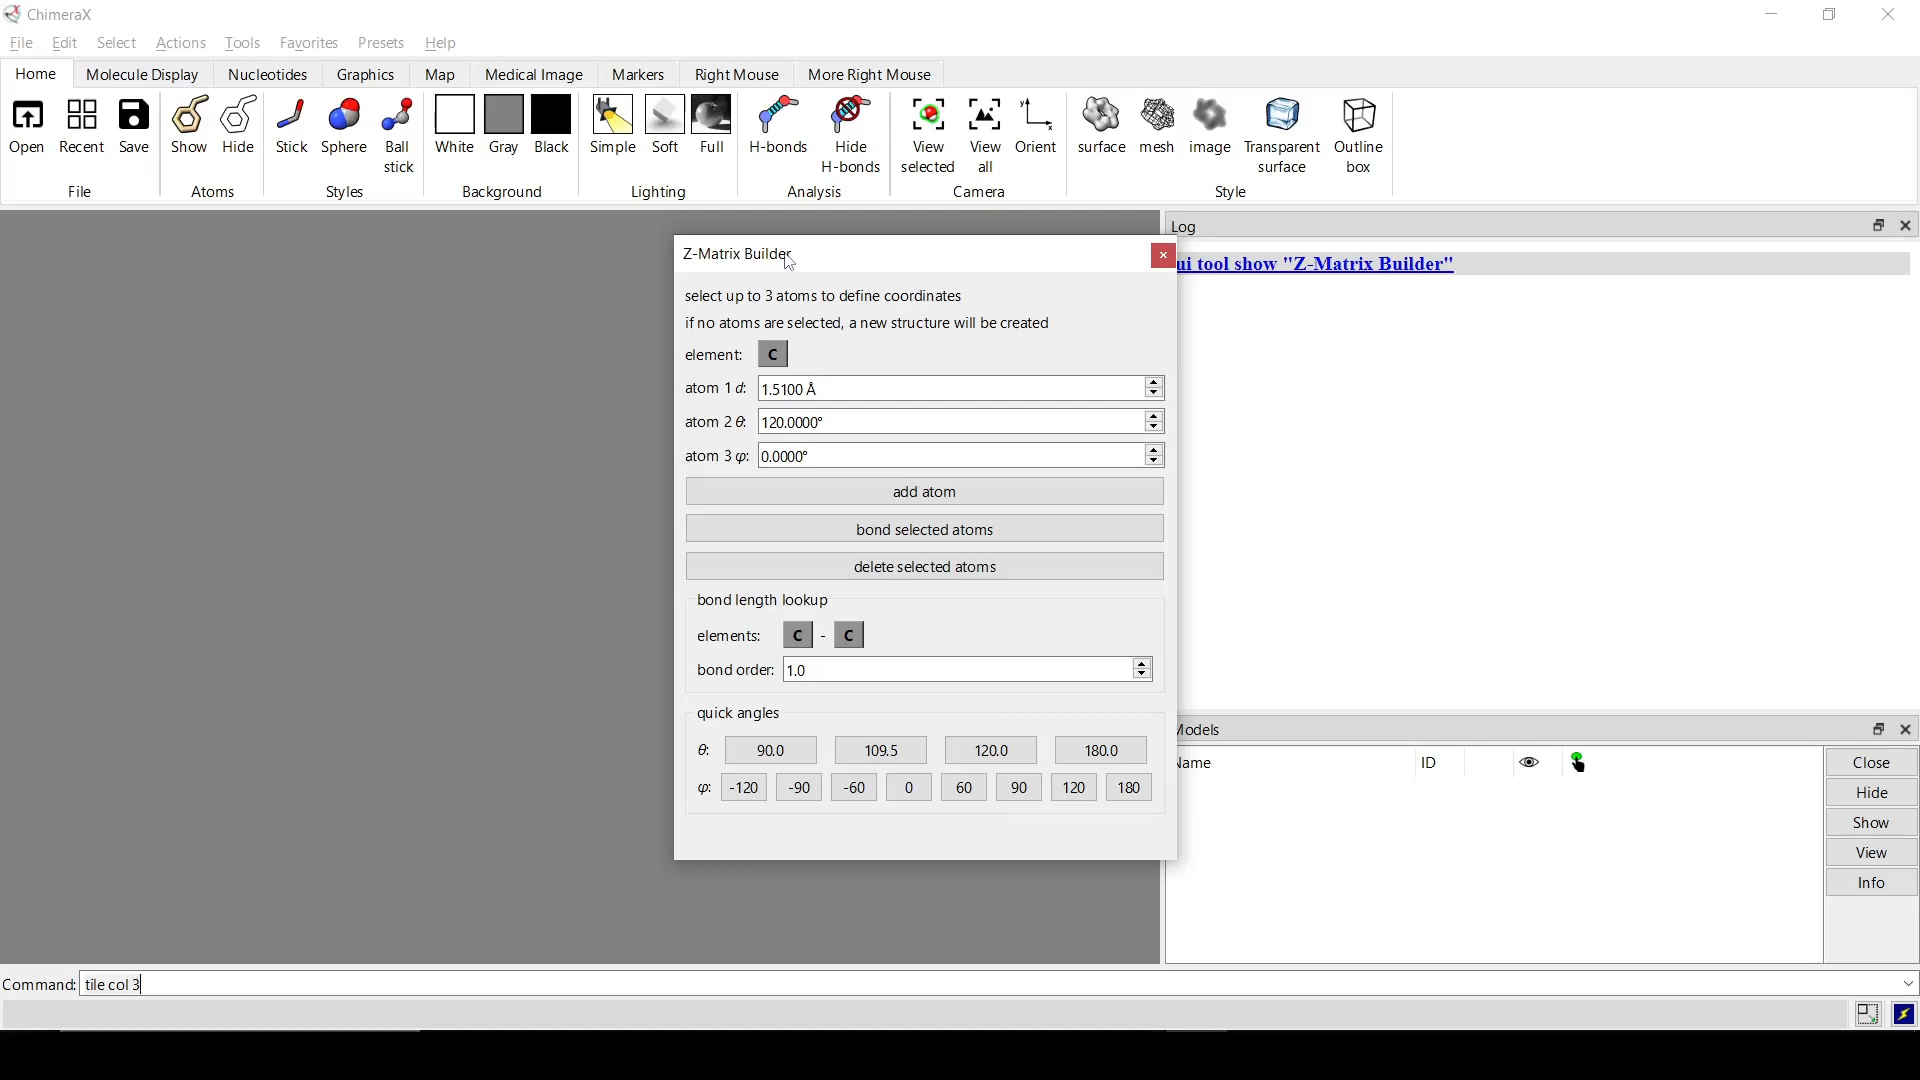 ChimeraX
File Edit Select Actions Tools Favorites Presets Help
Home Molecule Display Nucleotides Graphics Map Medical Image Markers Right Mouse More Right Mouse
Open Recent Save Show Hide Stick Sphere Ball stick White Gray Black Simple Soft Full H-bonds Hide H-bonds View selected View all Orient surface mesh image Transparent surface Outline box
File Atoms Styles Background Lighting Analysis Camera Style
Log
ui tool show "Z-Matrix Builder"
Z-Matrix Builder
select up to 3 atoms to define coordinates
if no atoms are selected, a new structure will be created
element: C
atom 1 d: 1.5100 Å
atom 2 θ: 120.0000°
atom 3 φ: 0.0000°
add atom
bond selected atoms
delete selected atoms
bond length lookup
elements: C - C
bond order: 1.0
quick angles
θ: 90.0 109.5 120.0 180.0
φ: -120 -90 -60 0 60 90 120 180
Models
Name ID
Close
Hide
Show
View
Info
Command: tile col 3